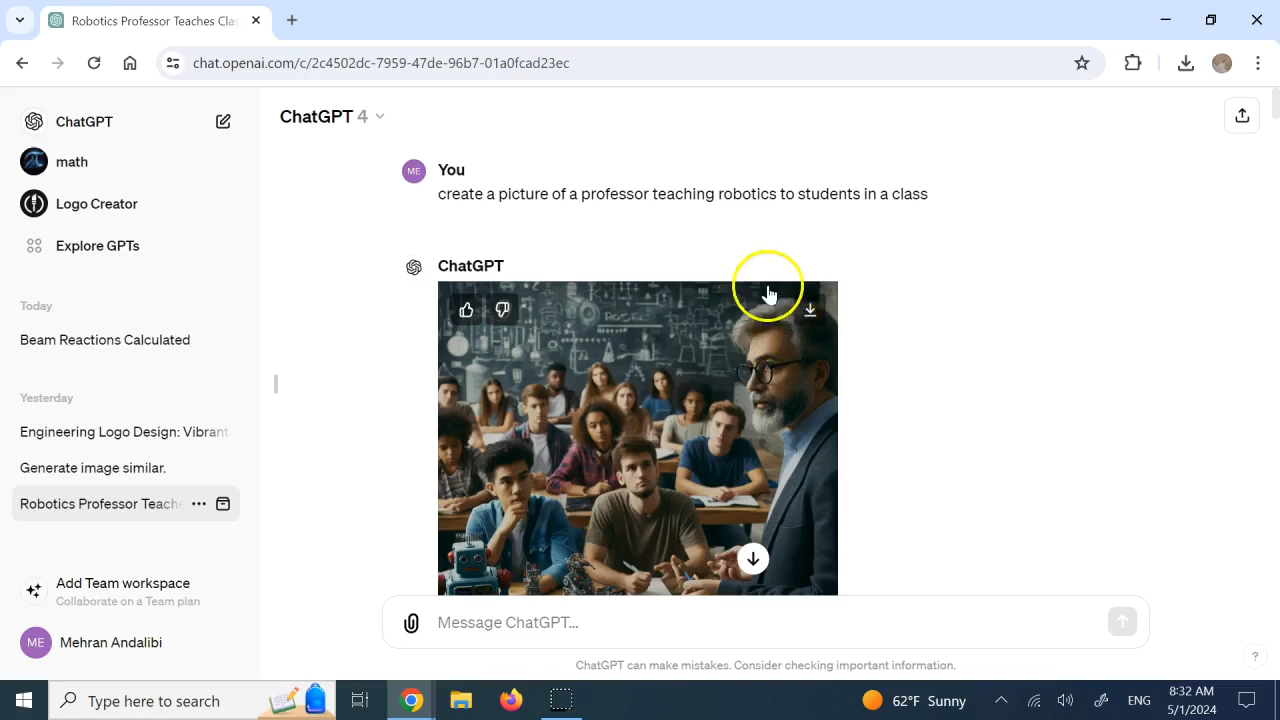 Robotics Professor Teaches Clas
chat.openai.com/c/2c4502dc-7959-47de-96b7-01a0fcad23ec
ChatGPT
math
Logo Creator
Explore GPTs
Today
Beam Reactions Calculated
Yesterday
Engineering Logo Design: Vibrant
Generate image similar.
Robotics Professor Teache
Add Team workspace
Collaborate on a Team plan
ME
Mehran Andalibi
ChatGPT 4
ME
You
create a picture of a professor teaching robotics to students in a class
ChatGPT
Message ChatGPT...
ChatGPT can make mistakes. Consider checking important information.
?
Type here to search
62°F Sunny
ENG
8:32 AM
5/1/2024